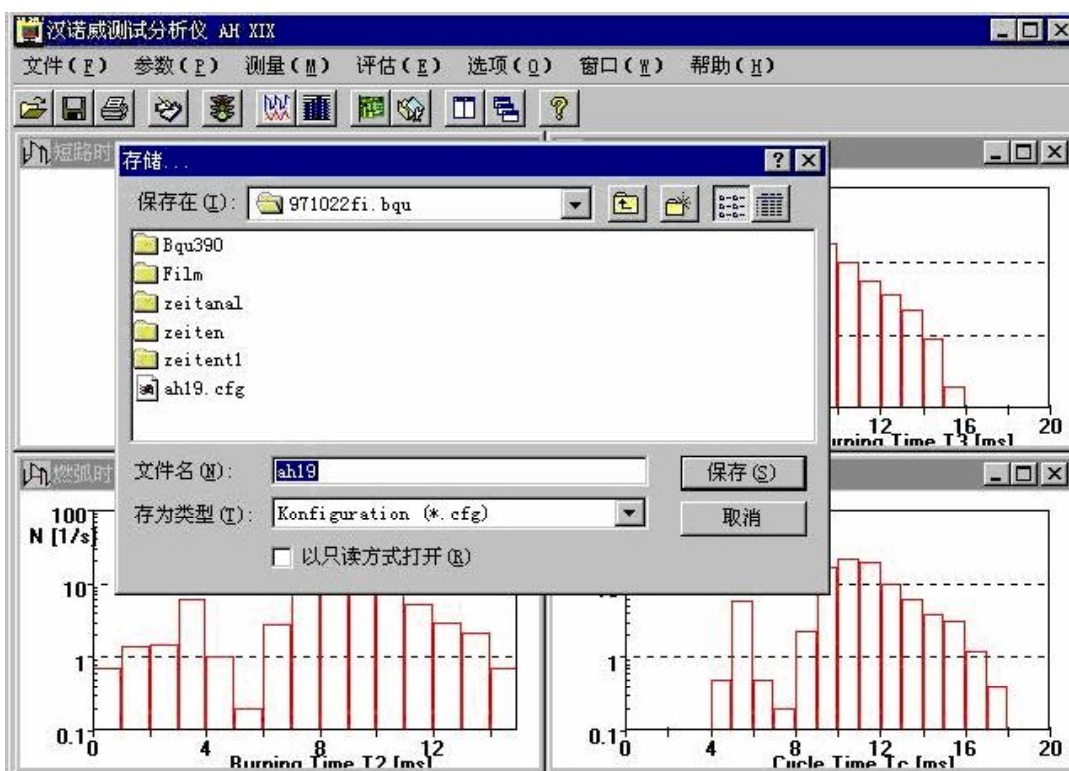 汉诺威测试分析仪 AH XIX
文件(F) 参数(P) 测量(M) 评估(E) 选项(O) 窗口(W) 帮助(H)
短路时
存储...
保存在(I): 971022fi.bqu
Bqu390
Film
zeitanal
zeiten
zeitent1
ah19.cfg
文件名(N): ah19 保存(S)
存为类型(T): Konfiguration (*.cfg) 取消
以只读方式打开(R)
12 16 20
Burning Time T3 [ms]
燃弧时
100
N [1/s]
10
1
0.1
0 4 8 12
Burning Time T2 [ms]
1
0.1
0 4 8 12 16 20
Cycle Time Tc [ms]